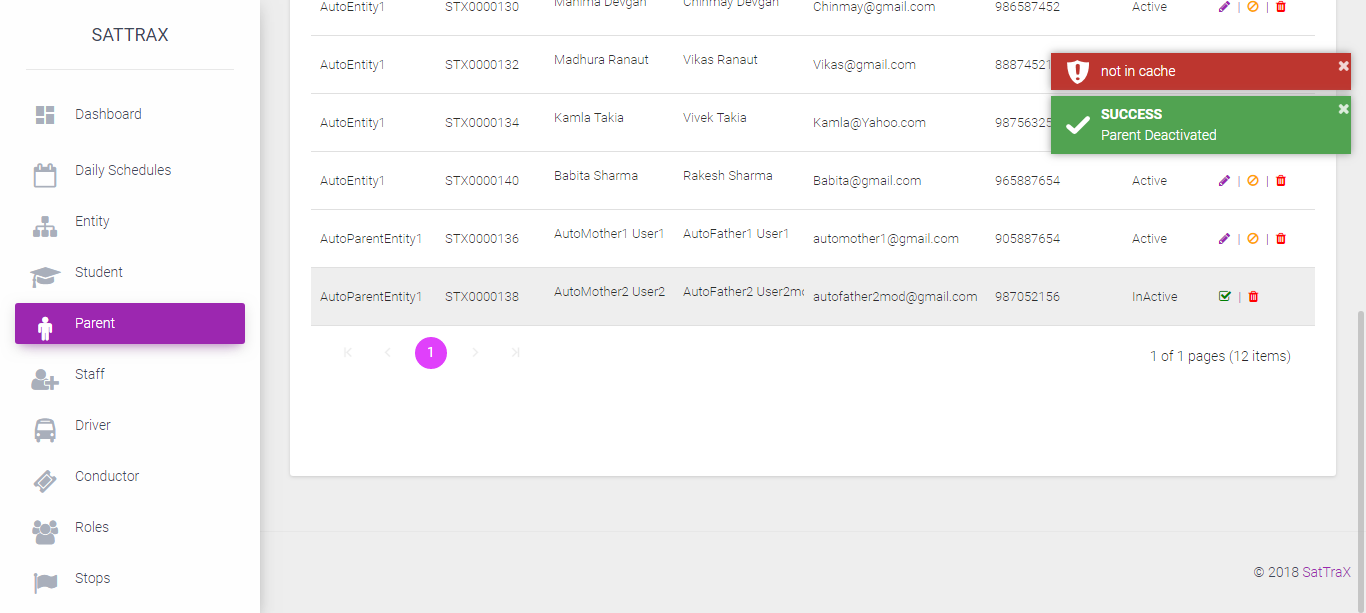 SATTRAX
Dashboard
Daily Schedules
Entity
Student
Parent
Staff
Driver
Conductor
Roles
Stops
AutoEntity1 STX0000130 Mahima Devgan Chinmay Devgan Chinmay@gmail.com 986587452 Active
AutoEntity1 STX0000132 Madhura Ranaut Vikas Ranaut Vikas@gmail.com 88874521
AutoEntity1 STX0000134 Kamla Takia Vivek Takia Kamla@Yahoo.com 98756325
AutoEntity1 STX0000140 Babita Sharma Rakesh Sharma Babita@gmail.com 965887654 Active
AutoParentEntity1 STX0000136 AutoMother1 User1 AutoFather1 User1 automother1@gmail.com 905887654 Active
AutoParentEntity1 STX0000138 AutoMother2 User2 AutoFather2 User2mo autofather2mod@gmail.com 987052156 InActive
not in cache
SUCCESS
Parent Deactivated
1
1 of 1 pages (12 items)
© 2018 SatTraX